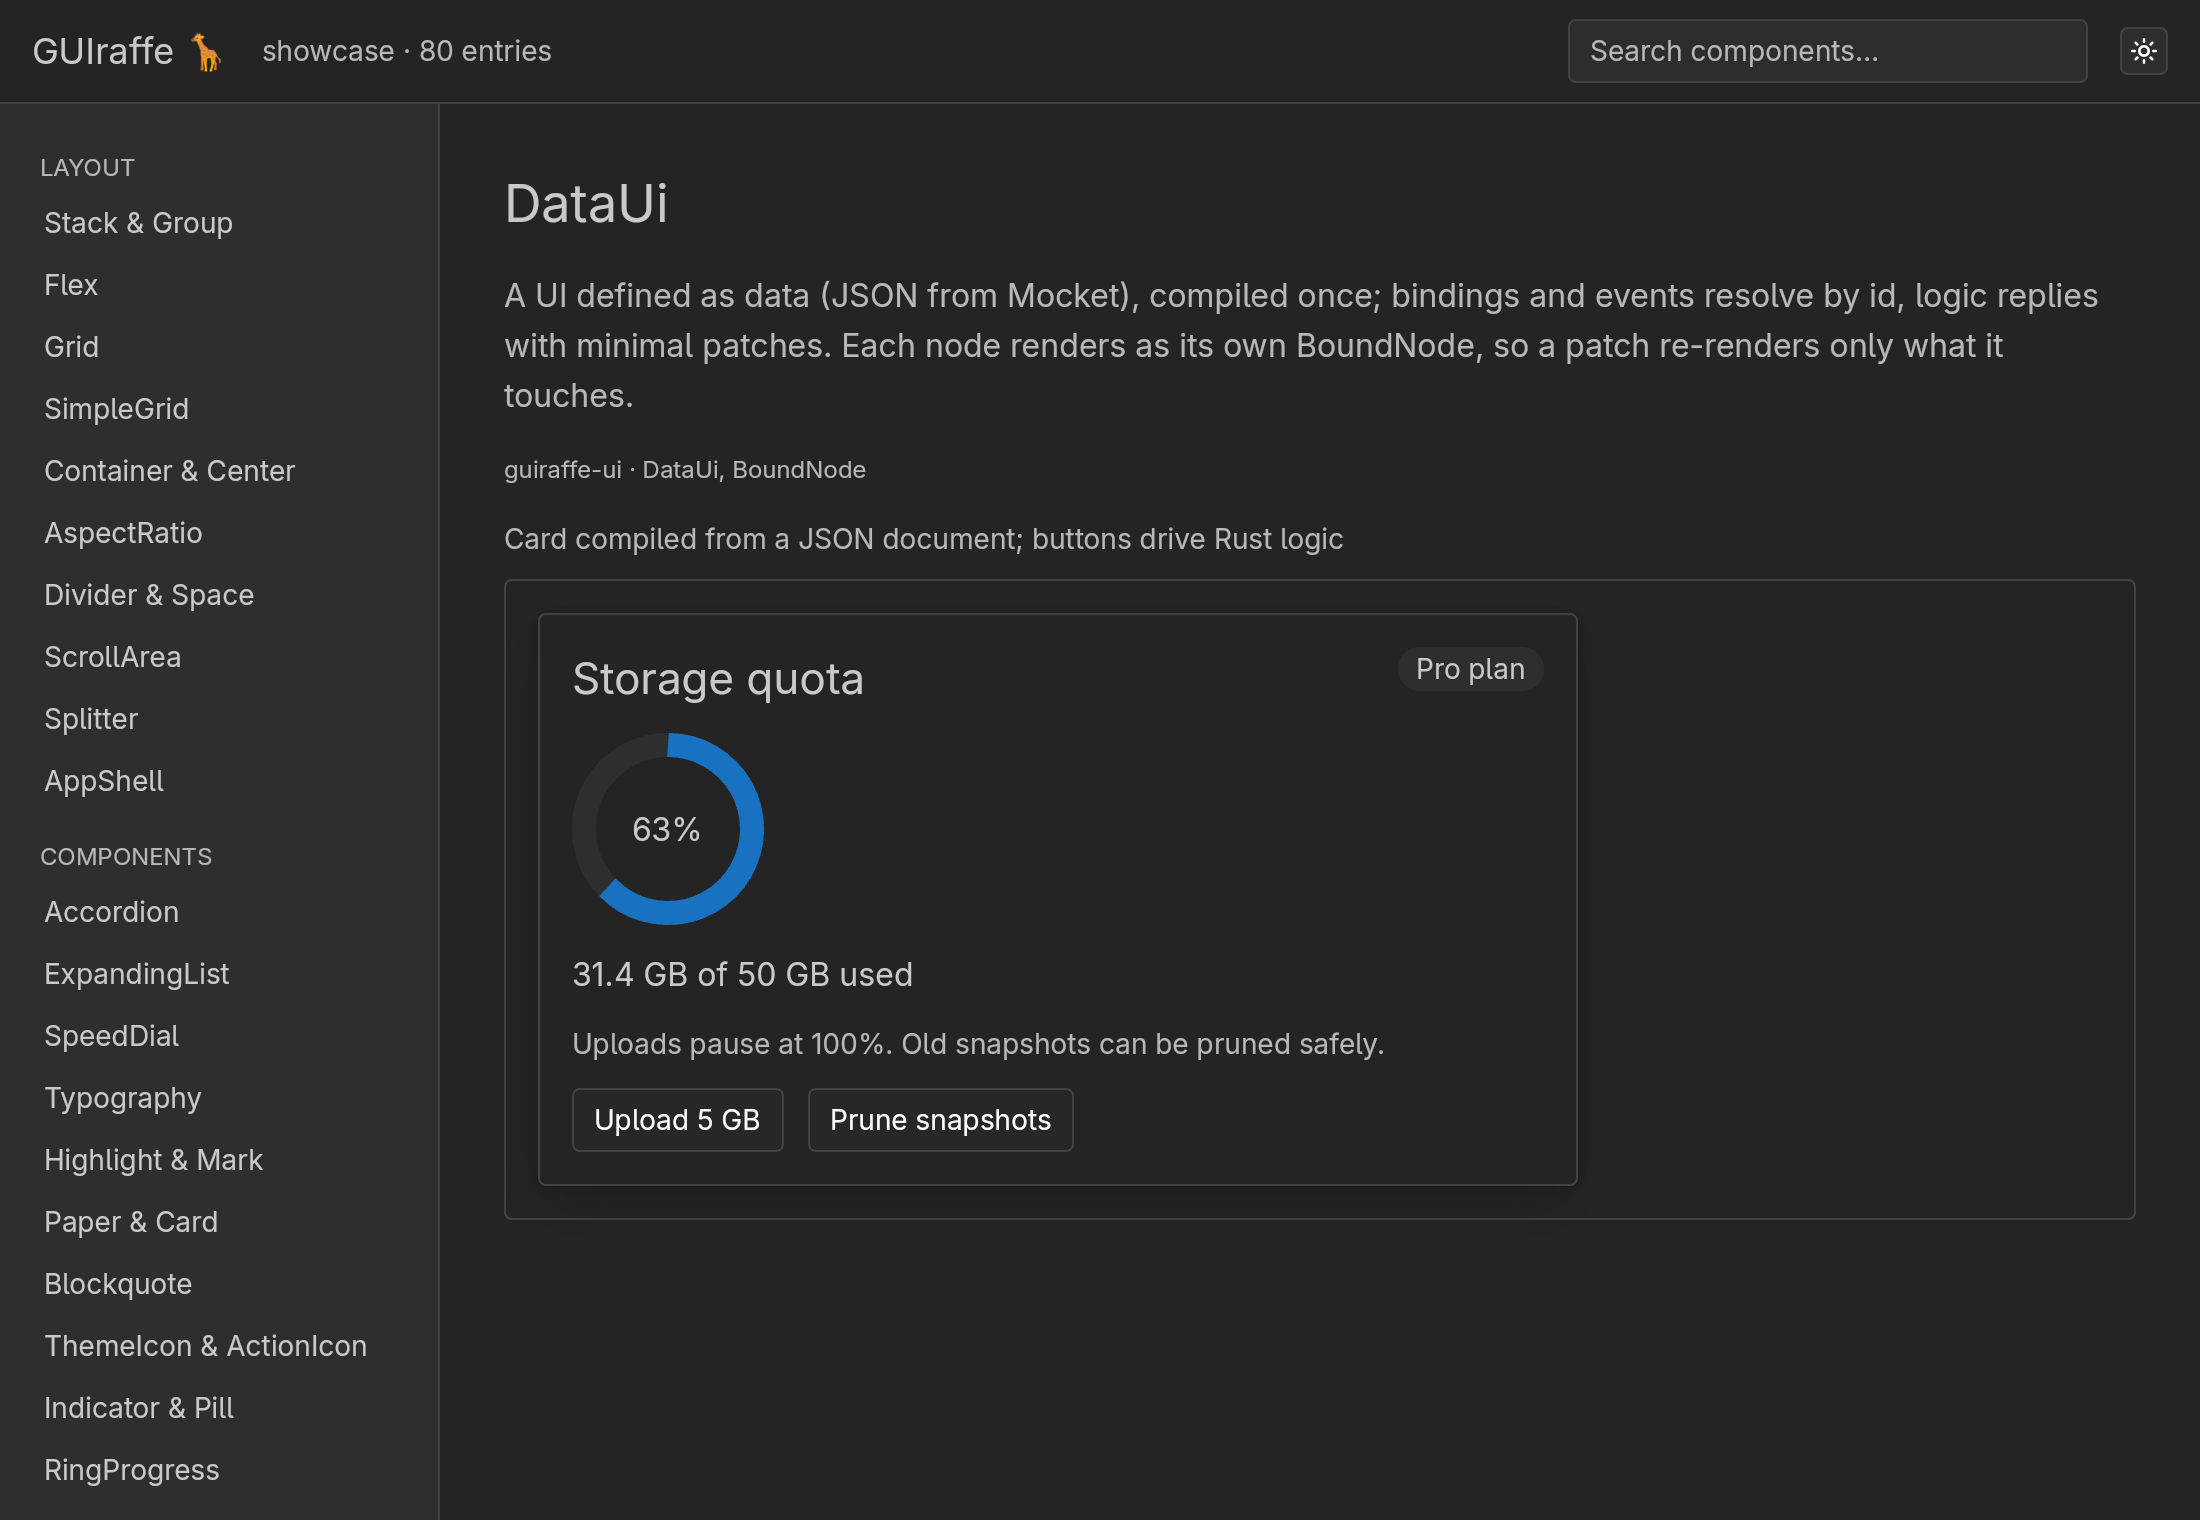 GUIraffe 🦒
showcase · 80 entries
Search components...
LAYOUT
Stack & Group
Flex
Grid
SimpleGrid
Container & Center
AspectRatio
Divider & Space
ScrollArea
Splitter
AppShell
COMPONENTS
Accordion
ExpandingList
SpeedDial
Typography
Highlight & Mark
Paper & Card
Blockquote
ThemeIcon & ActionIcon
Indicator & Pill
RingProgress
DataUi
A UI defined as data (JSON from Mocket), compiled once; bindings and events resolve by id, logic replies
with minimal patches. Each node renders as its own BoundNode, so a patch re-renders only what it
touches.
guiraffe-ui · DataUi, BoundNode
Card compiled from a JSON document; buttons drive Rust logic
Storage quota
Pro plan
63%
31.4 GB of 50 GB used
Uploads pause at 100%. Old snapshots can be pruned safely.
Upload 5 GB
Prune snapshots